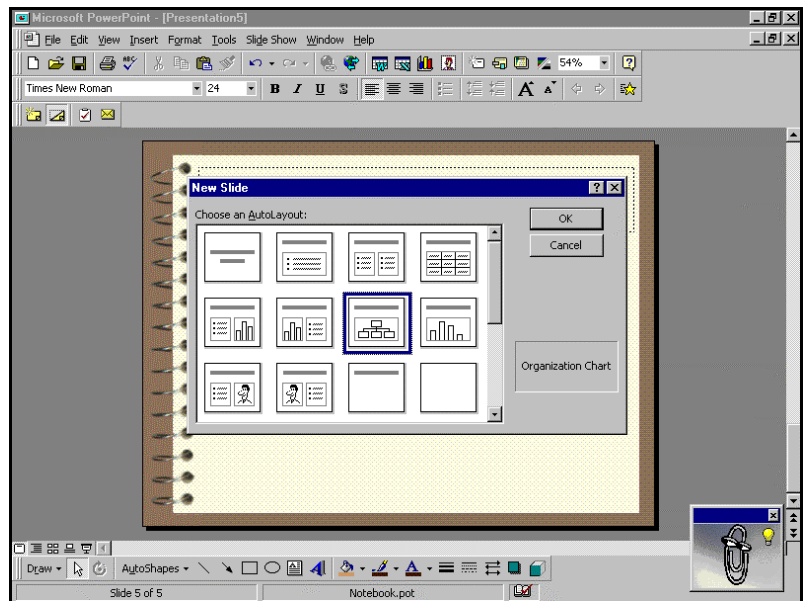 Microsoft PowerPoint - [Presentation5]
File Edit View Insert Format Tools Slide Show Window Help
54%
Times New Roman 24 B I U S A A
New Slide
Choose an AutoLayout:
OK
Cancel
Organization Chart
Draw AutoShapes A
Slide 5 of 5 Notebook.pot